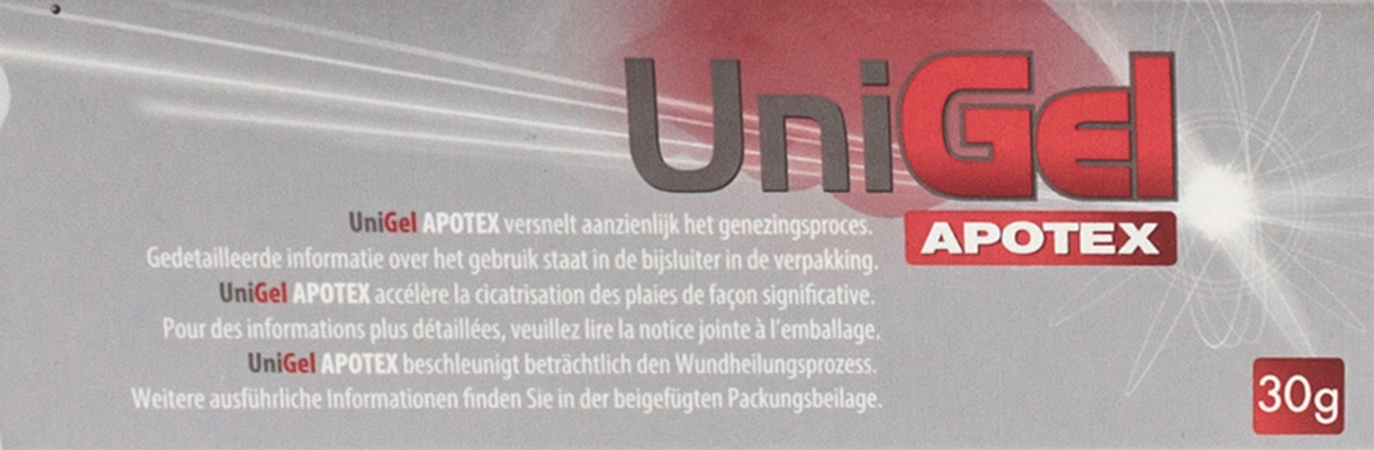 UniGel
APOTEX
UniGel APOTEX versnelt aanzienlijk het genezingsproces.
Gedetailleerde informatie over het gebruik staat in de bijsluiter in de verpakking.
UniGel APOTEX accélère la cicatrisation des plaies de façon significative.
Pour des informations plus détaillées, veuillez lire la notice jointe à l'emballage.
UniGel APOTEX beschleunigt beträchtlich den Wundheilungsprozess.
Weitere ausführliche Informationen finden Sie in der beigefügten Packungsbeilage.
30g